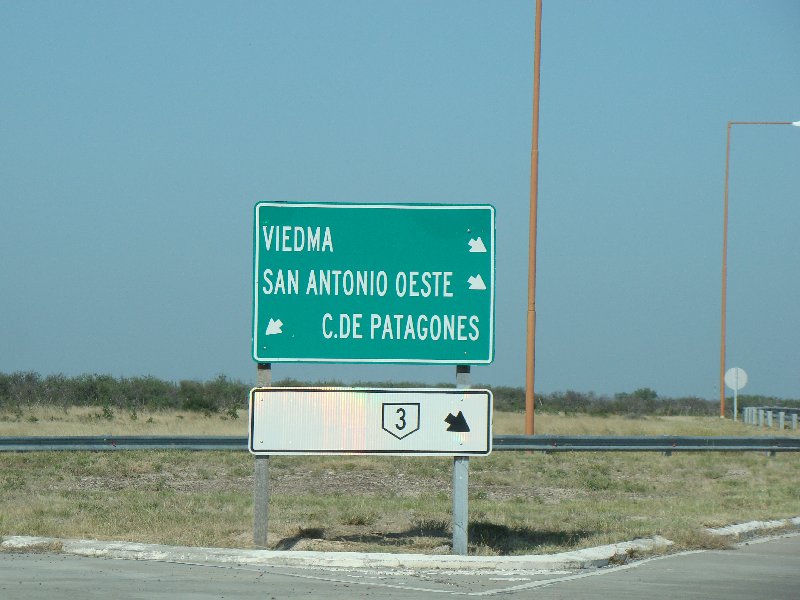 VIEDMA
SAN ANTONIO OESTE
C.DE PATAGONES
3